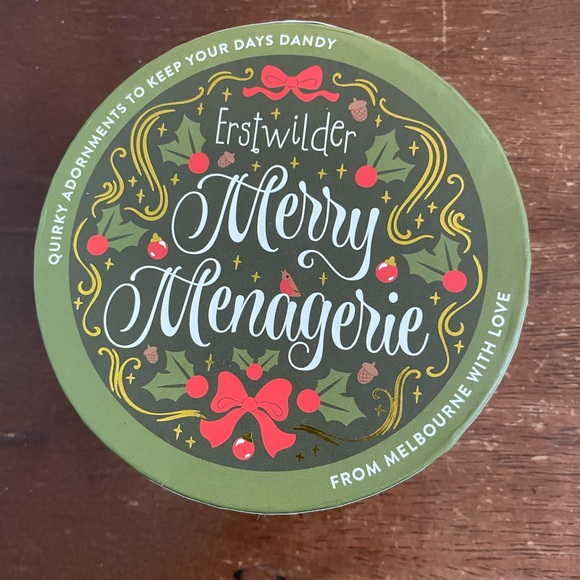 QUIRKY ADORNMENTS TO KEEP YOUR DAYS DANDY
Erstwilder
Merry
Menagerie
FROM MELBOURNE WITH LOVE